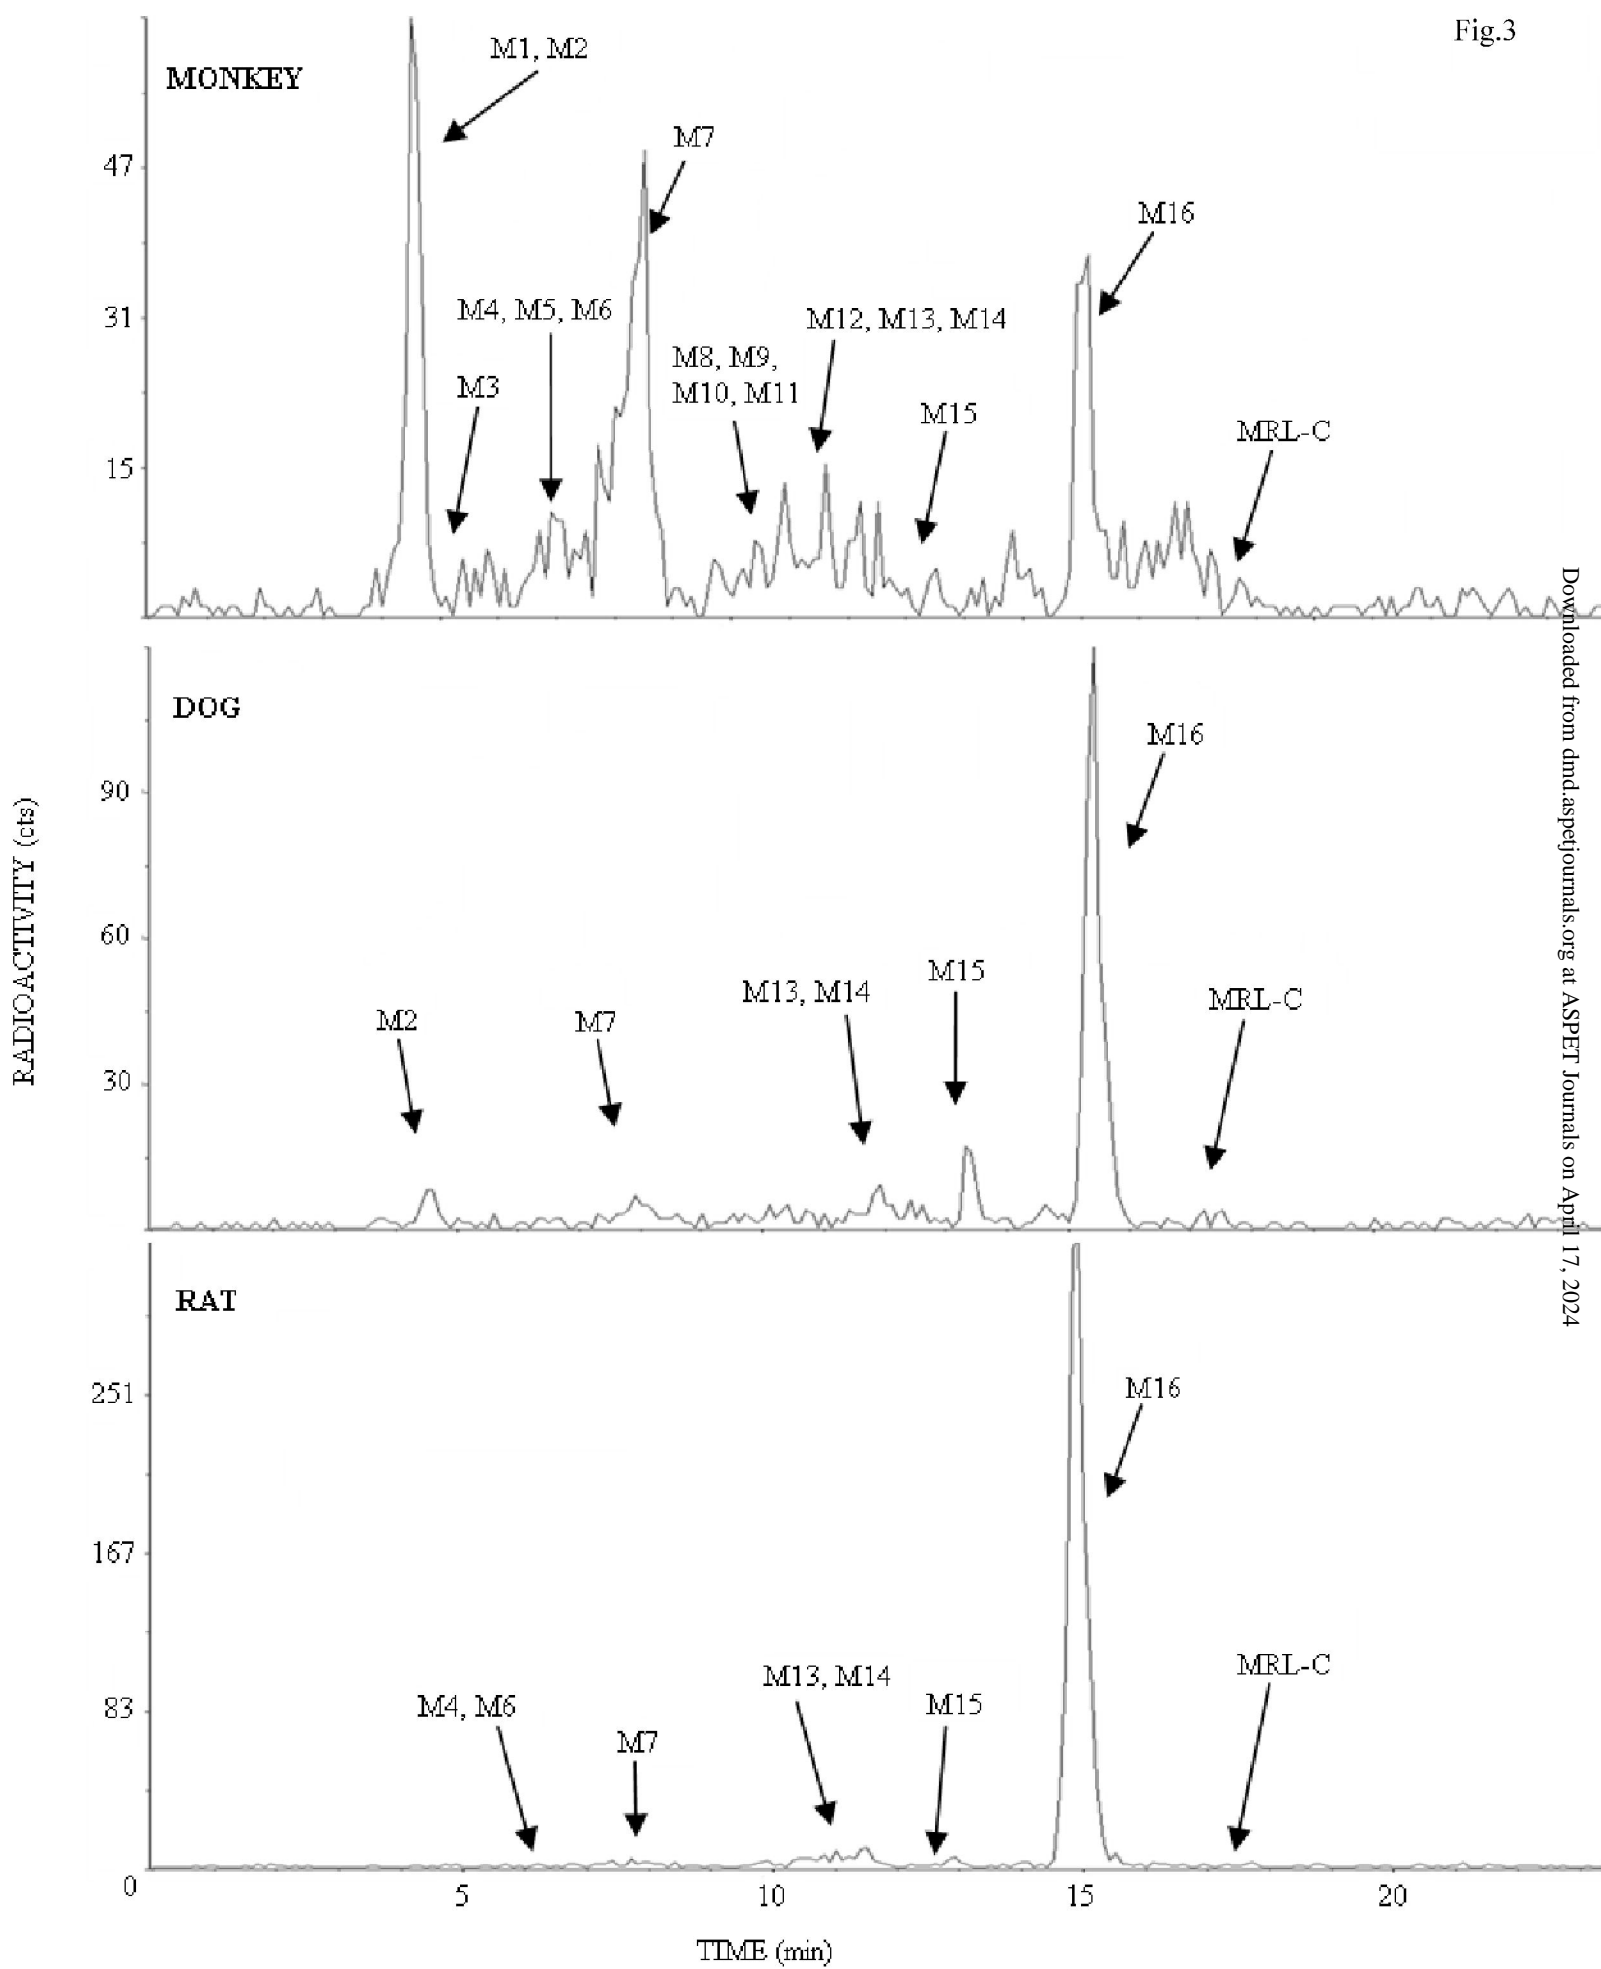 Fig.3
MONKEY
M1, M2
M7
47
M16
31
M4, M5, M6
M12, M13, M14
M8, M9,
M10, M11
M3
M15
MRL-C
15
DOG
M16
90
60
M15
M13, M14
MRL-C
M2
M7
30
RADIOACTIVITY (cts)
RAT
251
M16
167
MRL-C
M13, M14
M4, M6
M15
83
M7
0
5
10
15
20
TIME (min)
Downloaded from dmd.aspetjournals.org at ASPET Journals on April 17, 2024